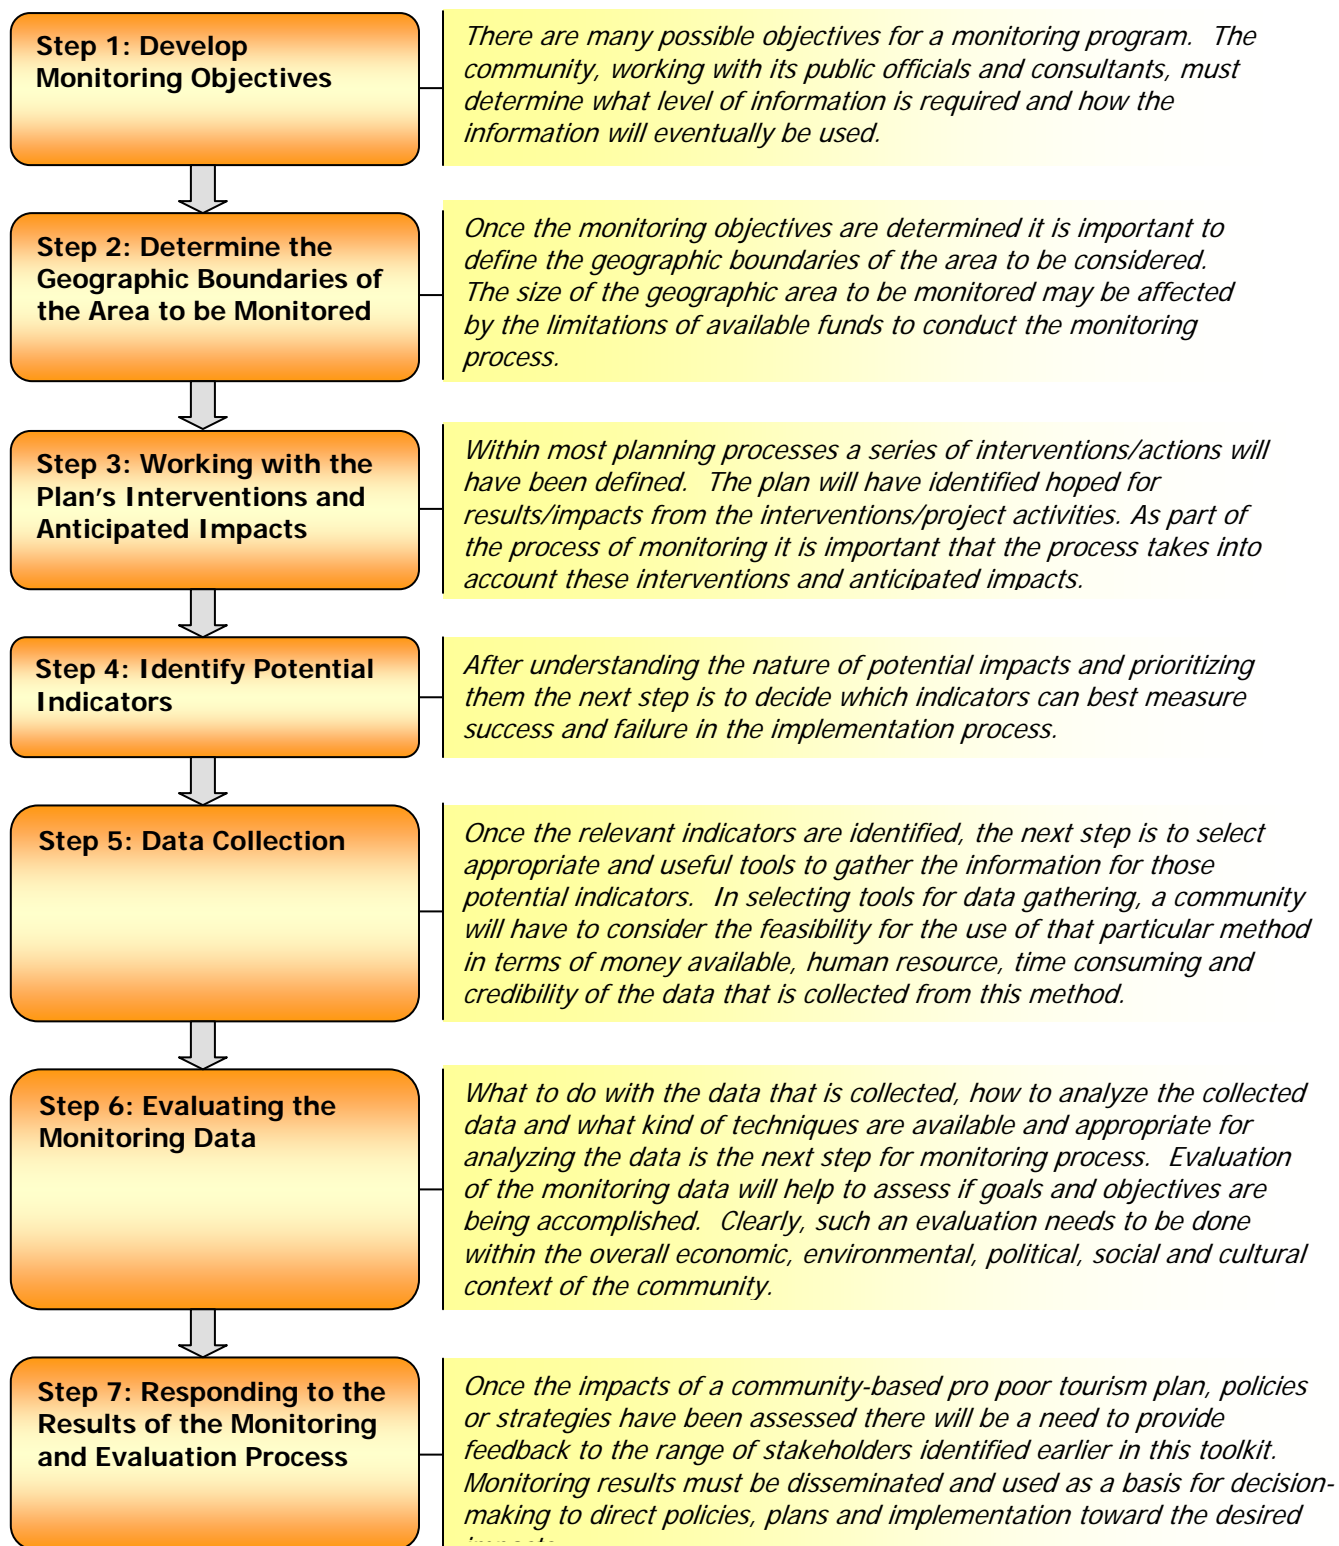 Step 1: Develop
Monitoring Objectives
There are many possible objectives for a monitoring program. The
community, working with its public officials and consultants, must
determine what level of information is required and how the
information will eventually be used.
Step 2: Determine the
Geographic Boundaries of
the Area to be Monitored
Once the monitoring objectives are determined it is important to
define the geographic boundaries of the area to be considered.
The size of the geographic area to be monitored may be affected
by the limitations of available funds to conduct the monitoring
process.
Step 3: Working with the
Plan's Interventions and
Anticipated Impacts
Within most planning processes a series of interventions/actions will
have been defined. The plan will have identified hoped for
results/impacts from the interventions/project activities. As part of
the process of monitoring it is important that the process takes into
account these interventions and anticipated impacts.
Step 4: Identify Potential
Indicators
After understanding the nature of potential impacts and prioritizing
them the next step is to decide which indicators can best measure
success and failure in the implementation process.
Step 5: Data Collection
Once the relevant indicators are identified, the next step is to select
appropriate and useful tools to gather the information for those
potential indicators. In selecting tools for data gathering, a community
will have to consider the feasibility for the use of that particular method
in terms of money available, human resource, time consuming and
credibility of the data that is collected from this method.
Step 6: Evaluating the
Monitoring Data
What to do with the data that is collected, how to analyze the collected
data and what kind of techniques are available and appropriate for
analyzing the data is the next step for monitoring process. Evaluation
of the monitoring data will help to assess if goals and objectives are
being accomplished. Clearly, such an evaluation needs to be done
within the overall economic, environmental, political, social and cultural
context of the community.
Step 7: Responding to the
Results of the Monitoring
and Evaluation Process
Once the impacts of a community-based pro poor tourism plan, policies
or strategies have been assessed there will be a need to provide
feedback to the range of stakeholders identified earlier in this toolkit.
Monitoring results must be disseminated and used as a basis for decision-
making to direct policies, plans and implementation toward the desired